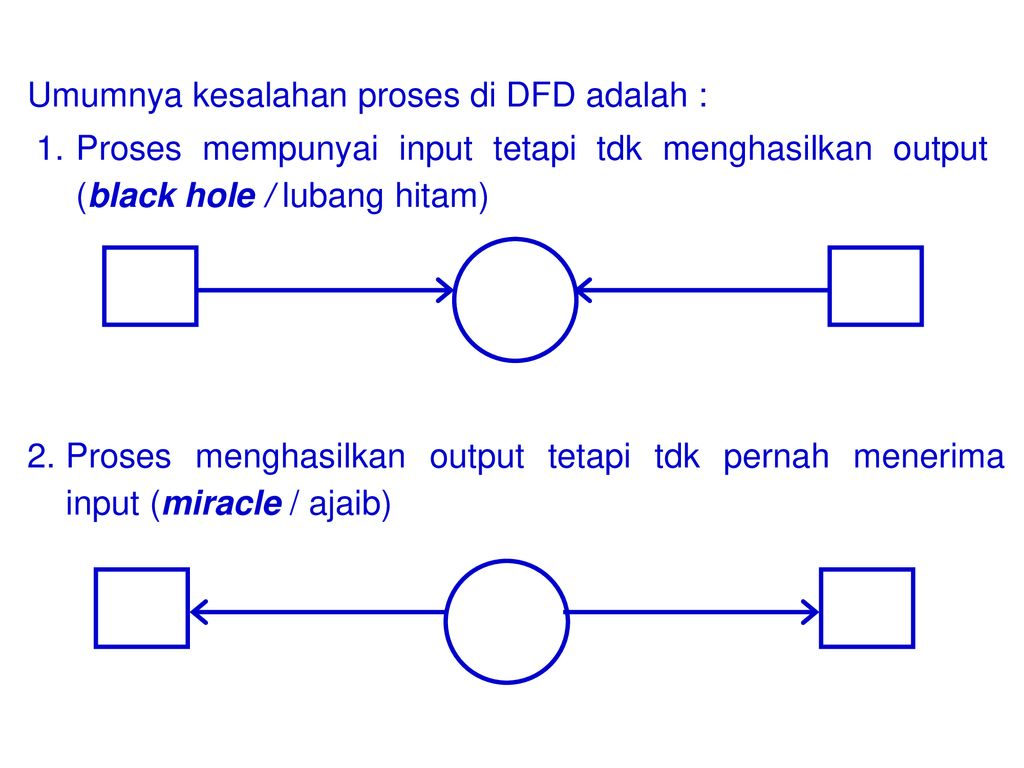 Umumnya kesalahan proses di DFD adalah :
1. Proses mempunyai input tetapi tdk menghasilkan output
(black hole / lubang hitam)
2. Proses menghasilkan output tetapi tdk pernah menerima
input (miracle / ajaib)